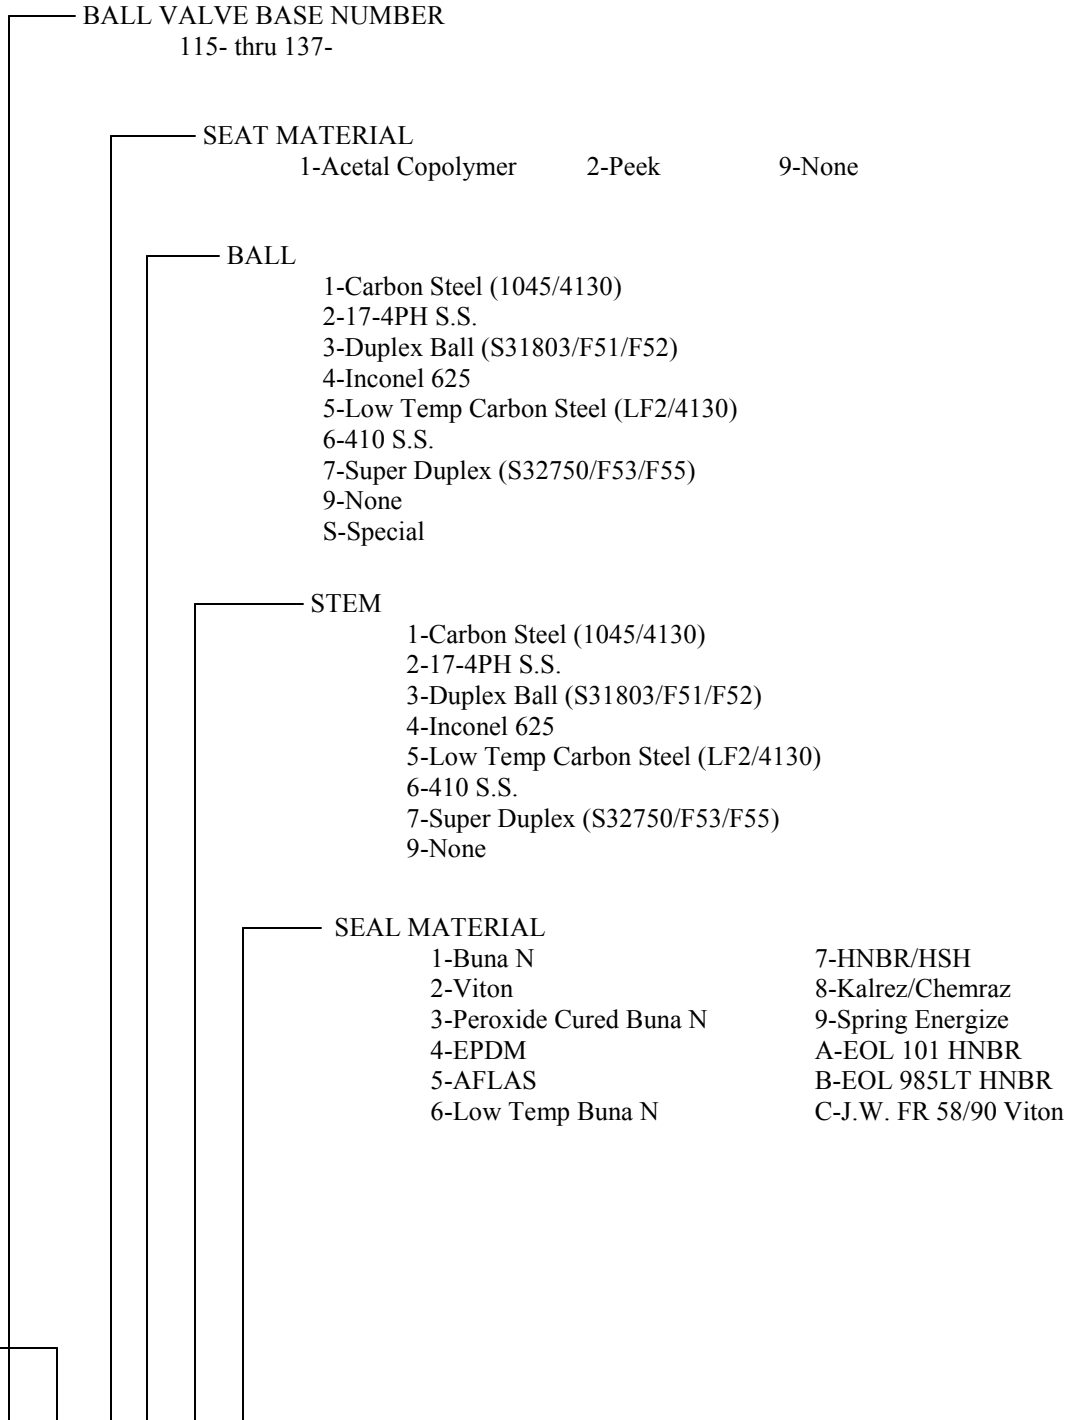 BALL VALVE BASE NUMBER
115- thru 137-
SEAT MATERIAL
1-Acetal Copolymer 2-Peek 9-None
BALL
1-Carbon Steel (1045/4130)
2-17-4PH S.S.
3-Duplex Ball (S31803/F51/F52)
4-Inconel 625
5-Low Temp Carbon Steel (LF2/4130)
6-410 S.S.
7-Super Duplex (S32750/F53/F55)
9-None
S-Special
STEM
1-Carbon Steel (1045/4130)
2-17-4PH S.S.
3-Duplex Ball (S31803/F51/F52)
4-Inconel 625
5-Low Temp Carbon Steel (LF2/4130)
6-410 S.S.
7-Super Duplex (S32750/F53/F55)
9-None
SEAL MATERIAL
1-Buna N 7-HNBR/HSH
2-Viton 8-Kalrez/Chemraz
3-Peroxide Cured Buna N 9-Spring Energize
4-EPDM A-EOL 101 HNBR
5-AFLAS B-EOL 985LT HNBR
6-Low Temp Buna N C-J.W. FR 58/90 Viton